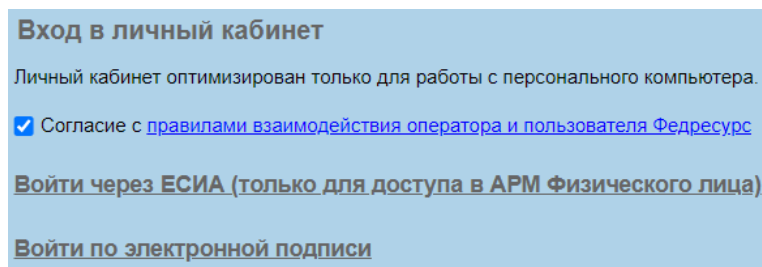 Вход в личный кабинет
Личный кабинет оптимизирован только для работы с персонального компьютера.
Согласие с правилами взаимодействия оператора и пользователя Федресурс
Войти через ЕСИА (только для доступа в АРМ Физического лица)
Войти по электронной подписи